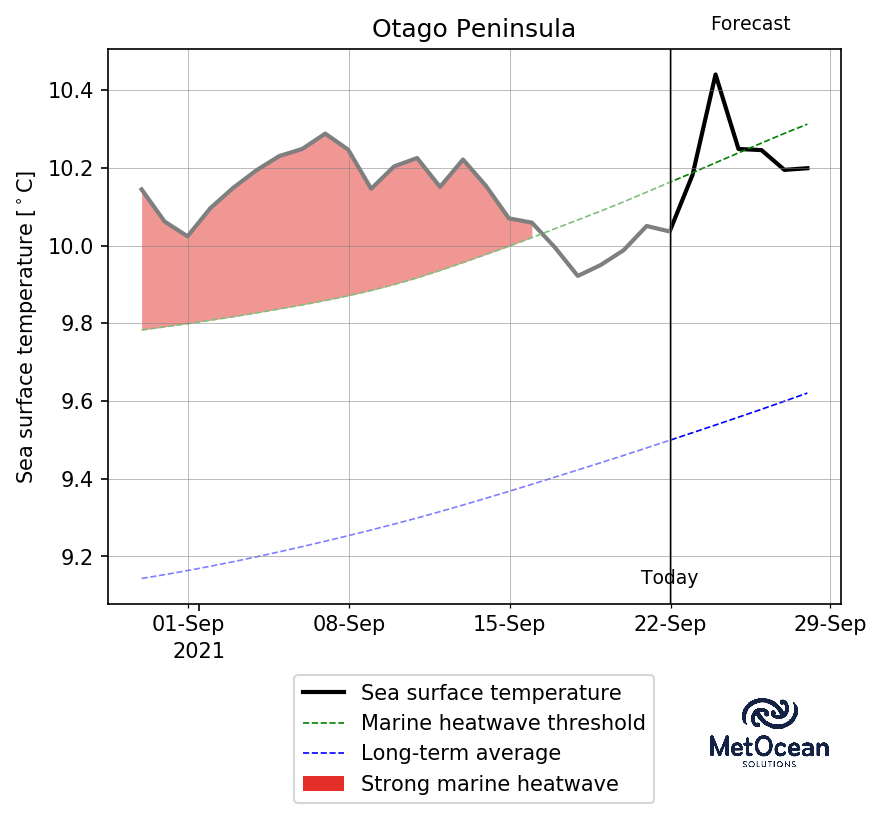 Otago Peninsula
Forecast
Sea surface temperature [°C]
10.4
10.2
10.0
9.8
9.6
9.4
9.2
Today
01-Sep
2021
08-Sep
15-Sep
22-Sep
29-Sep
Sea surface temperature
Marine heatwave threshold
Long-term average
Strong marine heatwave
MetOcean
SOLUTIONS